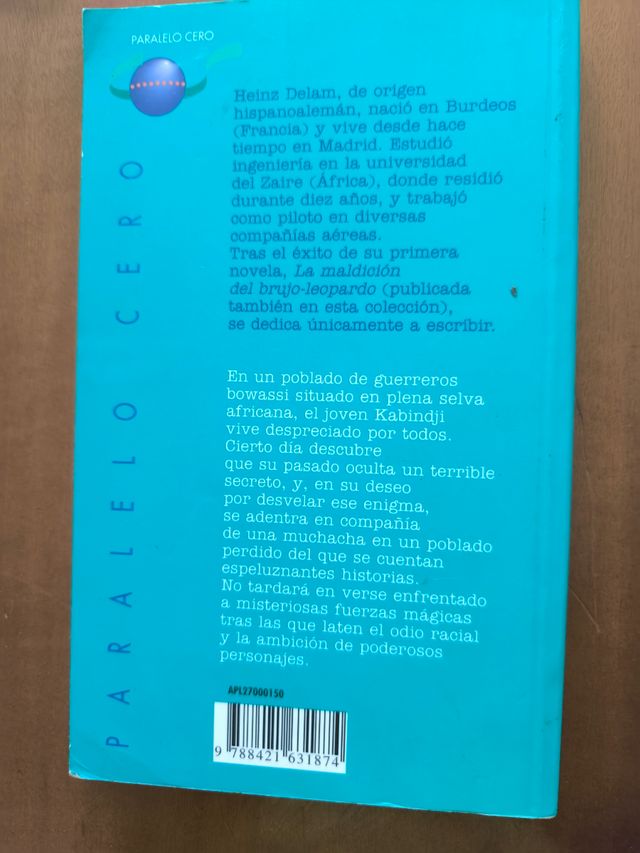 PARALELO CERO
PARALELO CERO
Heinz Delam, de origen
hispanoalemán, nació en Burdeos
(Francia) y vive desde hace
tiempo en Madrid. Estudió
ingeniería en la universidad
del Zaire (África), donde residió
durante diez años, y trabajó
como piloto en diversas
compañías aéreas.
Tras el éxito de su primera
novela, La maldición
del brujo-leopardo (publicada
también en esta colección),
se dedica únicamente a escribir.
En un poblado de guerreros
bowassi situado en plena selva
africana, el joven Kabindji
vive despreciado por todos.
Cierto día descubre
que su pasado oculta un terrible
secreto, y, en su deseo
por desvelar ese enigma,
se adentra en compañía
de una muchacha en un poblado
perdido del que se cuentan
espeluznantes historias.
No tardará en verse enfrentado
a misteriosas fuerzas mágicas
tras las que laten el odio racial
y la ambición de poderosos
personajes.
APL27000150
9 788421 631874